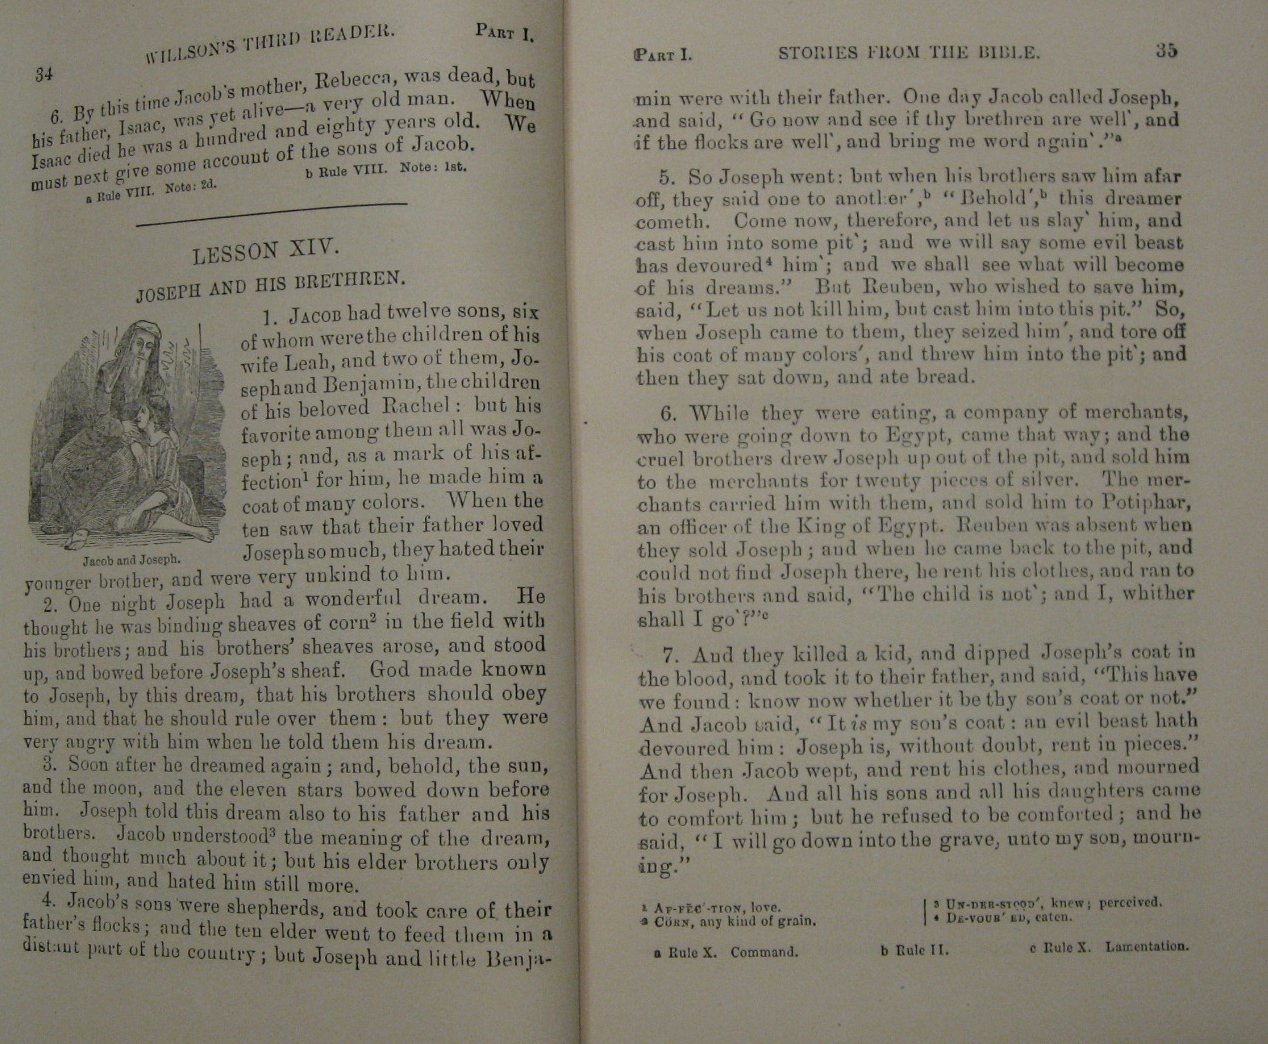 34
WILLSON'S THIRD READER.
PART I.
6. By this time Jacob's mother, Rebecca, was dead, but
his father, Isaac, was yet alive—a very old man. When
Isaac died he was a hundred and eighty years old. We
must next give some account of the sons of Jacob.
a Rule VIII. Note: 2d.
b Rule VIII. Note: 1st.
LESSON XIV.
JOSEPH AND HIS BRETHREN.
1. JACOB had twelve sons, six
of whom were the children of his
wife Leah, and two of them, Jo-
seph and Benjamin, the children
of his beloved Rachel: but his
favorite among them all was Jo-
seph; and, as a mark of his af-
fection¹ for him, he made him a
coat of many colors. When the
ten saw that their father loved
Joseph so much, they hated their
Jacob and Joseph.
younger brother, and were very unkind to him.
2. One night Joseph had a wonderful dream. He
thought he was binding sheaves of corn² in the field with
his brothers; and his brothers' sheaves arose, and stood
up, and bowed before Joseph's sheaf. God made known
to Joseph, by this dream, that his brothers should obey
him, and that he should rule over them: but they were
very angry with him when he told them his dream.
3. Soon after he dreamed again; and, behold, the sun,
and the moon, and the eleven stars bowed down before
him. Joseph told this dream also to his father and his
brothers. Jacob understood³ the meaning of the dream,
and thought much about it; but his elder brothers only
envied him, and hated him still more.
4. Jacob's sons were shepherds, and took care of their
father's flocks; and the ten elder went to feed them in a
distant part of the country; but Joseph and little Benja-
PART I.
STORIES FROM THE BIBLE.
35
min were with their father. One day Jacob called Joseph,
and said, "Go now and see if thy brethren are well', and
if the flocks are well', and bring me word again`."ᵃ
5. So Joseph went: but when his brothers saw him afar
off, they said one to another',ᵇ "Behold',ᵇ this dreamer
cometh. Come now, therefore, and let us slay` him, and
cast him into some pit`; and we will say some evil beast
has devoured⁴ him`; and we shall see what will become
of his dreams." But Reuben, who wished to save him,
said, "Let us not kill him, but cast him into this pit." So,
when Joseph came to them, they seized him', and tore off
his coat of many colors', and threw him into the pit`; and
then they sat down, and ate bread.
6. While they were eating, a company of merchants,
who were going down to Egypt, came that way; and the
cruel brothers drew Joseph up out of the pit, and sold him
to the merchants for twenty pieces of silver. The mer-
chants carried him with them, and sold him to Potiphar,
an officer of the King of Egypt. Reuben was absent when
they sold Joseph; and when he came back to the pit, and
could not find Joseph there, he rent his clothes, and ran to
his brothers and said, "The child is not`; and I, whither
shall I go`?"ᶜ
7. And they killed a kid, and dipped Joseph's coat in
the blood, and took it to their father, and said, "This have
we found: know now whether it be thy son's coat or not."
And Jacob said, "It is my son's coat: an evil beast hath
devoured him: Joseph is, without doubt, rent in pieces."
And then Jacob wept, and rent his clothes, and mourned
for Joseph. And all his sons and all his daughters came
to comfort him; but he refused to be comforted; and he
said, "I will go down into the grave, unto my son, mourn-
ing."
¹ AF-FĔC'-TION, love.
² CÔRN, any kind of grain.
³ UN-DER-STOOD', knew; perceived.
⁴ DE-VOUR'ED, eaten.
a Rule X. Command.
b Rule II.
c Rule X. Lamentation.